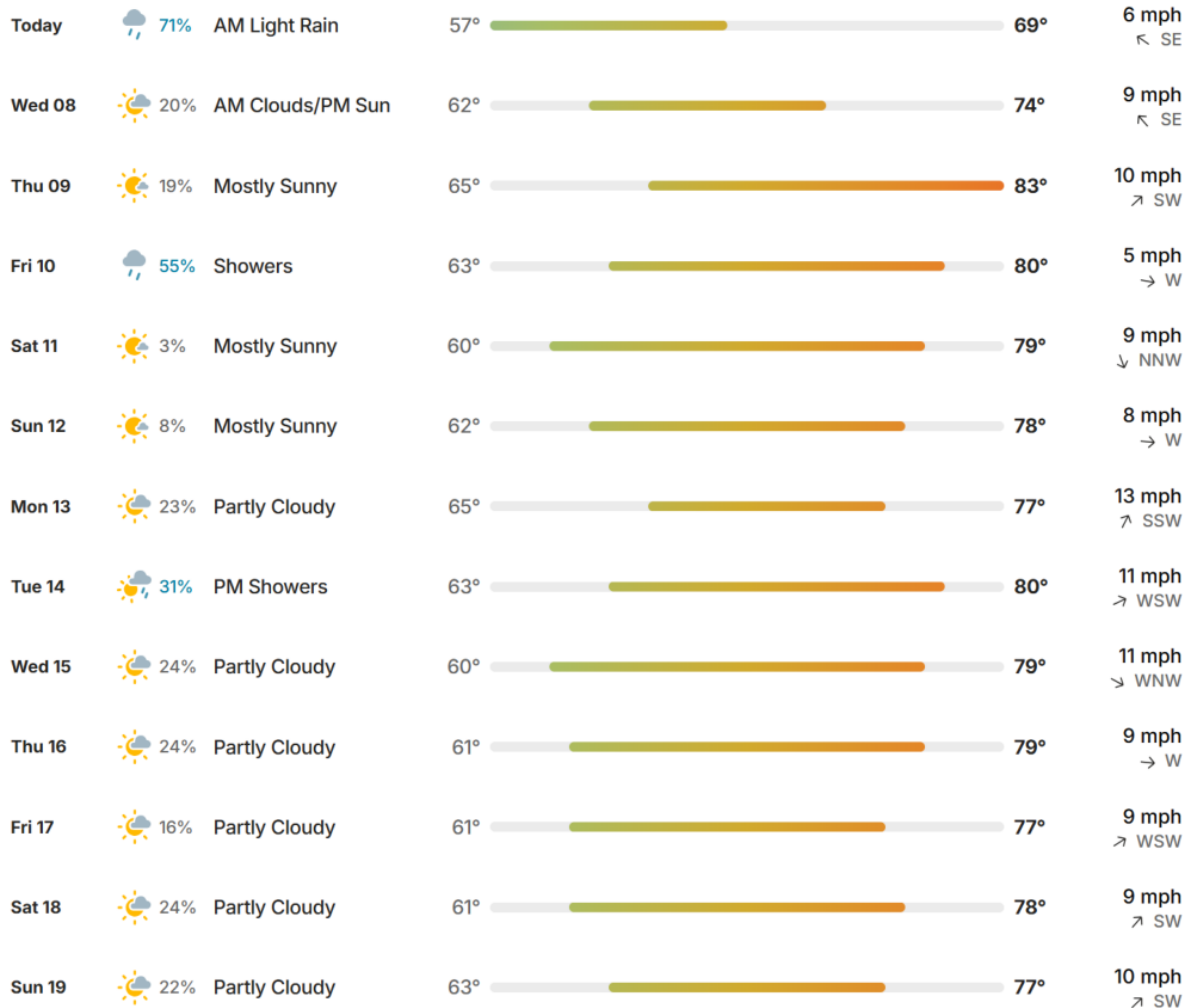 Today 71% AM Light Rain 57° 69° 6 mph
SE
Wed 08 20% AM Clouds/PM Sun 62° 74° 9 mph
SE
Thu 09 19% Mostly Sunny 65° 83° 10 mph
SW
Fri 10 55% Showers 63° 80° 5 mph
W
Sat 11 3% Mostly Sunny 60° 79° 9 mph
NNW
Sun 12 8% Mostly Sunny 62° 78° 8 mph
W
Mon 13 23% Partly Cloudy 65° 77° 13 mph
SSW
Tue 14 31% PM Showers 63° 80° 11 mph
WSW
Wed 15 24% Partly Cloudy 60° 79° 11 mph
WNW
Thu 16 24% Partly Cloudy 61° 79° 9 mph
W
Fri 17 16% Partly Cloudy 61° 77° 9 mph
WSW
Sat 18 24% Partly Cloudy 61° 78° 9 mph
SW
Sun 19 22% Partly Cloudy 63° 77° 10 mph
SW